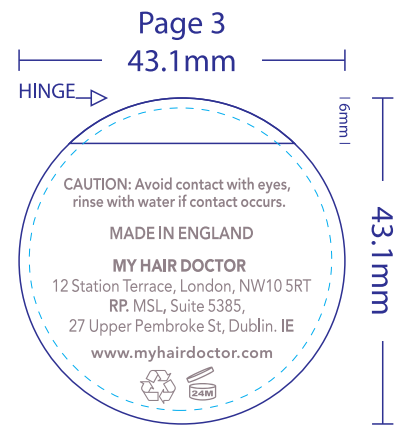 Page 3
43.1mm
HINGE
6mm
43.1mm
CAUTION: Avoid contact with eyes,
rinse with water if contact occurs.
MADE IN ENGLAND
MY HAIR DOCTOR
12 Station Terrace, London, NW10 5RT
RP. MSL, Suite 5385,
27 Upper Pembroke St, Dublin. IE
www.myhairdoctor.com
24M